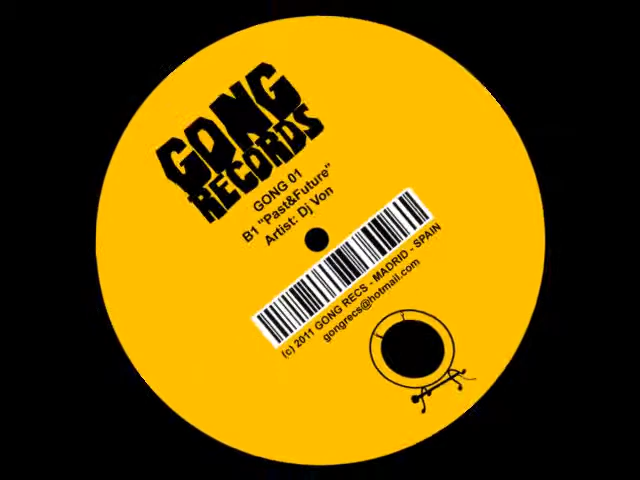 GONG
RECORDS
GONG 01
B1 "Past&Future"
Artist: Dj Von
(c) 2011 GONG RECS - MADRID - SPAIN
gongrecs@hotmail.com